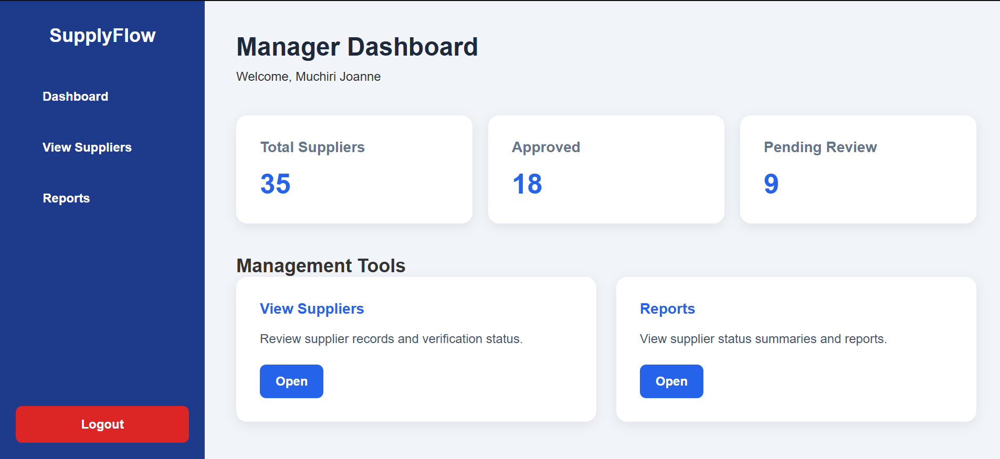 SupplyFlow
Dashboard
View Suppliers
Reports
Logout
Manager Dashboard
Welcome, Muchiri Joanne
Total Suppliers
35
Approved
18
Pending Review
9
Management Tools
View Suppliers
Review supplier records and verification status.
Open
Reports
View supplier status summaries and reports.
Open